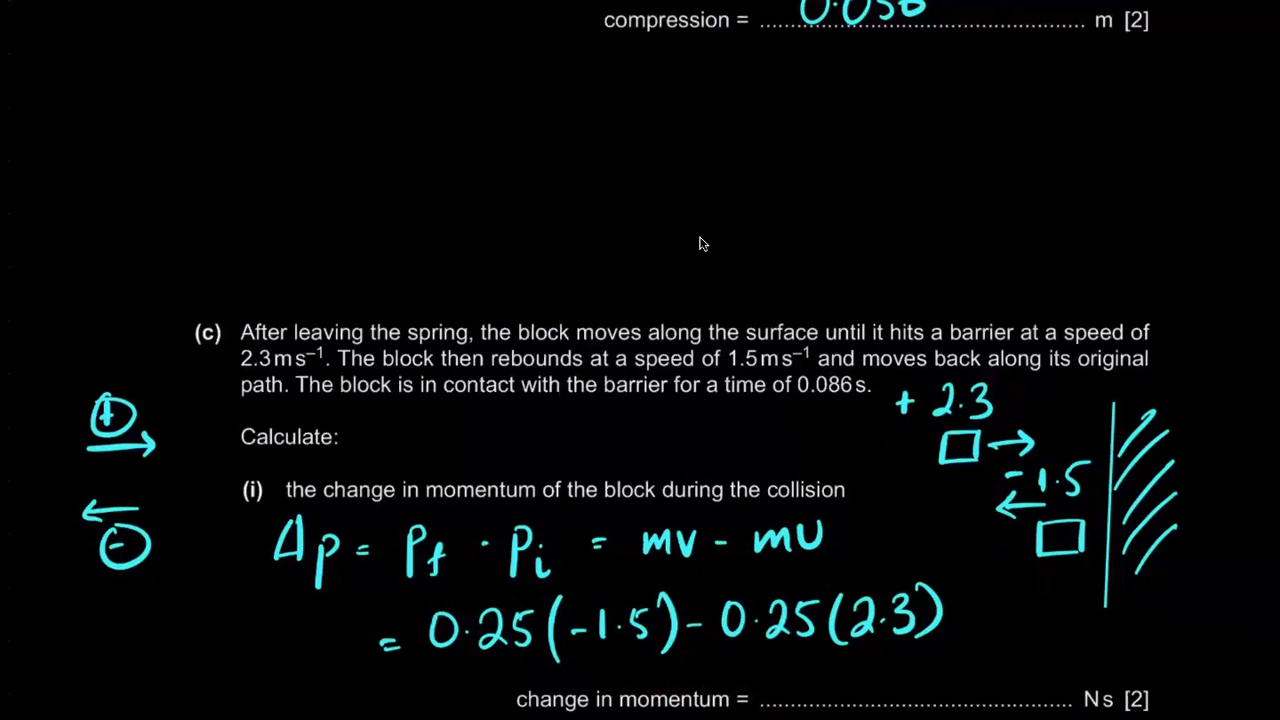 compression = 0.058 m [2]
(c) After leaving the spring, the block moves along the surface until it hits a barrier at a speed of
2.3 m s⁻¹. The block then rebounds at a speed of 1.5 m s⁻¹ and moves back along its original
path. The block is in contact with the barrier for a time of 0.086 s.
+ 2.3
+
Calculate:
-1.5
(i) the change in momentum of the block during the collision
-
Δp = Pf - Pi = mv - mu
= 0.25(-1.5) - 0.25(2.3)
change in momentum = ........................ N s [2]